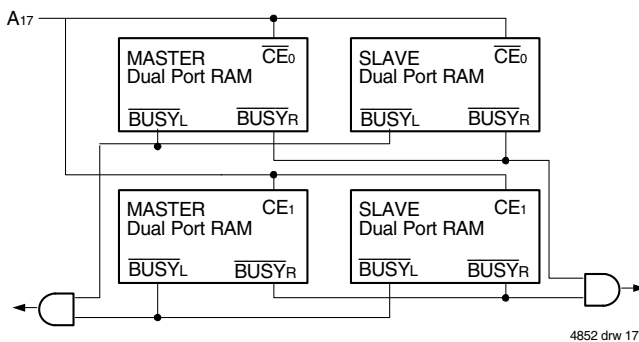 A17
MASTER CE0
Dual Port RAM
BUSYL BUSYR
SLAVE CE0
Dual Port RAM
BUSYL BUSYR
MASTER CE1
Dual Port RAM
BUSYL BUSYR
SLAVE CE1
Dual Port RAM
BUSYL BUSYR
4852 drw 17